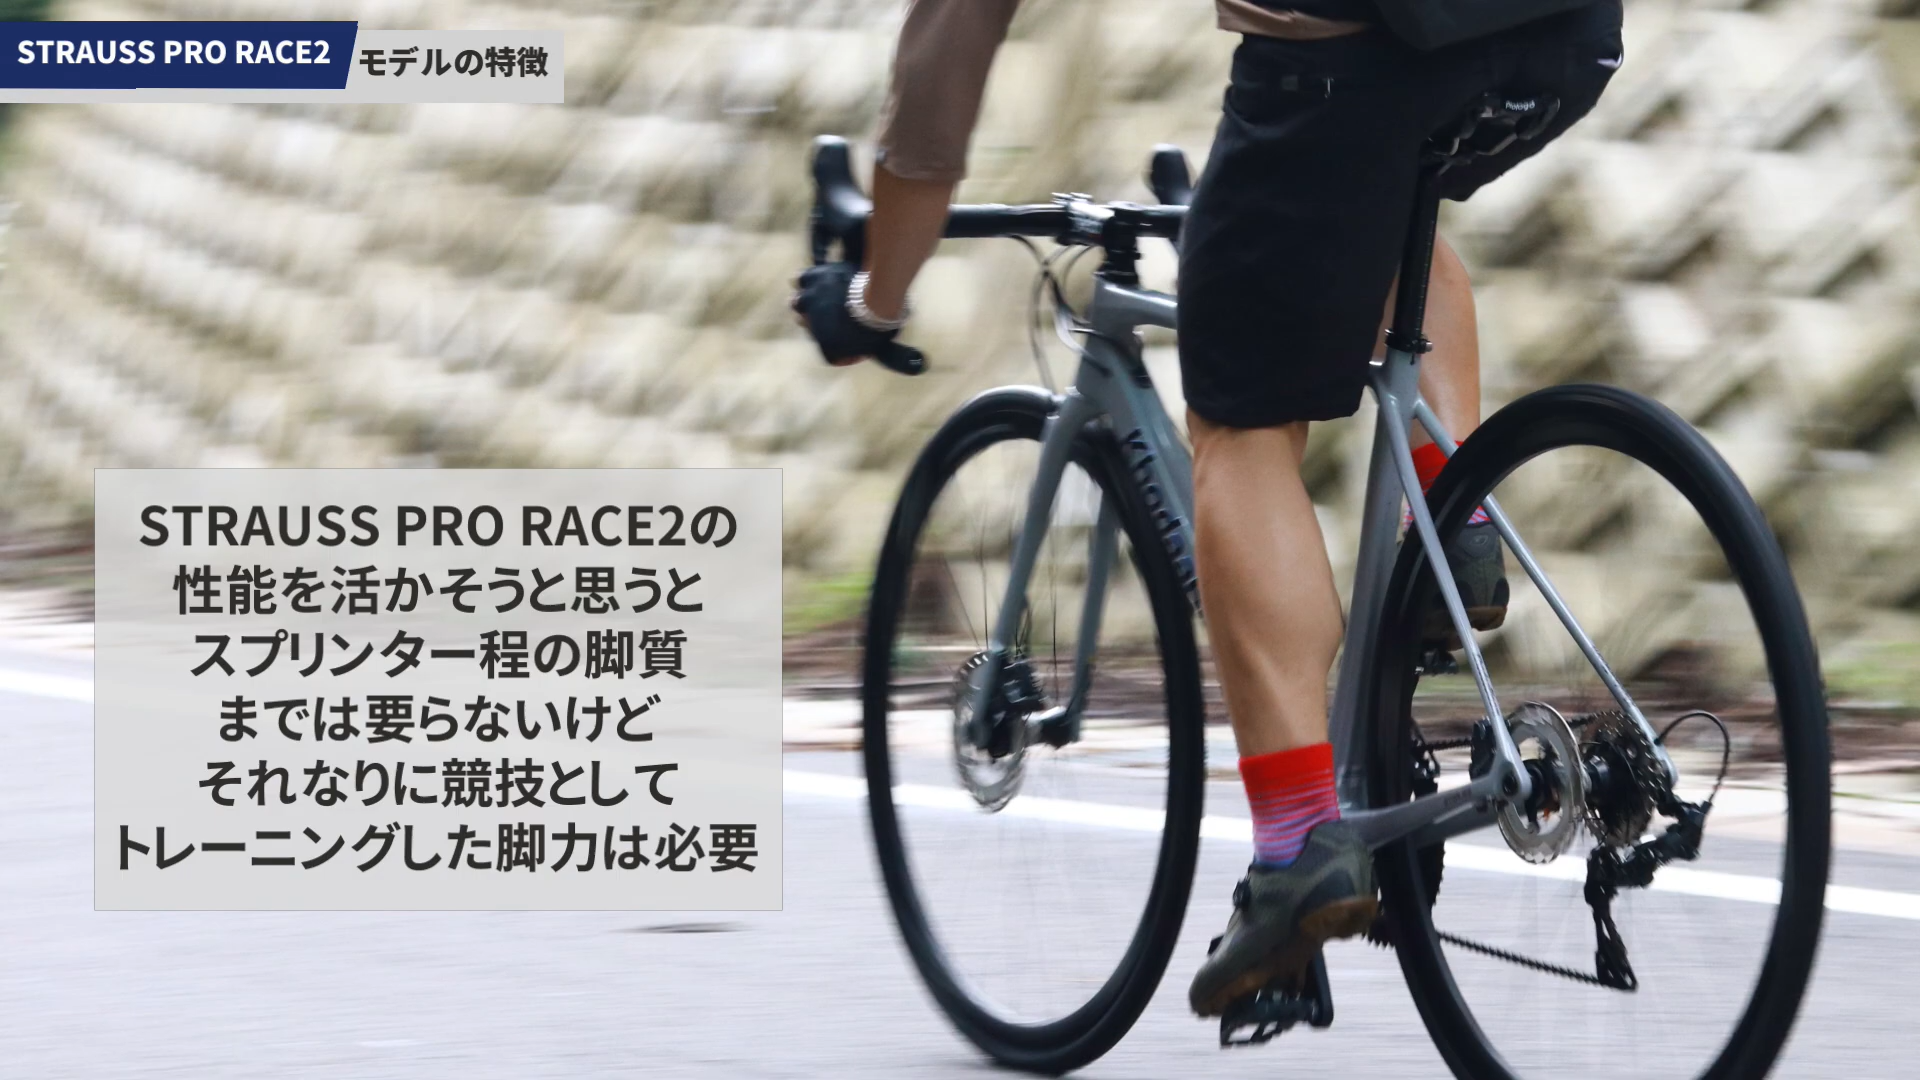 STRAUSS PRO RACE2 モデルの特徴
Prologo
STRAUSS PRO RACE2の
性能を活かそうと思うと
スプリンター程の脚質
までは要らないけど
それなりに競技として
トレーニングした脚力は必要